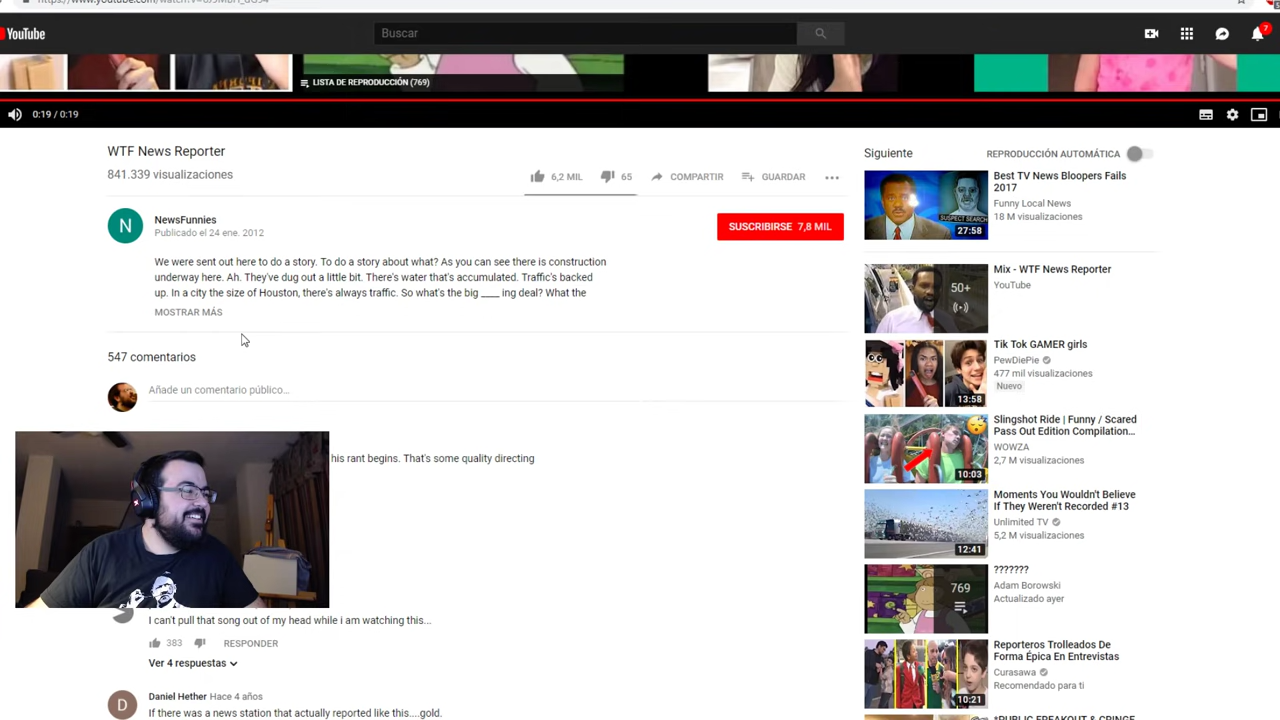 YouTube
Buscar
7
LISTA DE REPRODUCCIÓN (769)
0:19 / 0:19
WTF News Reporter
841.339 visualizaciones
6,2 MIL
65
COMPARTIR
GUARDAR
N
NewsFunnies
Publicado el 24 ene. 2012
SUSCRIBIRSE 7,8 MIL
We were sent out here to do a story. To do a story about what? As you can see there is construction
underway here. Ah. They've dug out a little bit. There's water that's accumulated. Traffic's backed
up. In a city the size of Houston, there's always traffic. So what's the big ____ ing deal? What the
MOSTRAR MÁS
547 comentarios
Añade un comentario público...
his rant begins. That's some quality directing
I can't pull that song out of my head while i am watching this...
383
RESPONDER
Ver 4 respuestas
D
Daniel Hether Hace 4 años
If there was a news station that actually reported like this....gold.
Siguiente
REPRODUCCIÓN AUTOMÁTICA
SUSPECT SEARCH
27:58
Best TV News Bloopers Fails
2017
Funny Local News
18 M visualizaciones
50+
Mix - WTF News Reporter
YouTube
13:58
Tik Tok GAMER girls
PewDiePie
477 mil visualizaciones
Nuevo
10:03
Slingshot Ride | Funny / Scared
Pass Out Edition Compilation...
WOWZA
2,7 M visualizaciones
12:41
Moments You Wouldn't Believe
If They Weren't Recorded #13
Unlimited TV
5,2 M visualizaciones
769
???????
Adam Borowski
Actualizado ayer
10:21
Reporteros Trolleados De
Forma Épica En Entrevistas
Curasawa
Recomendado para ti